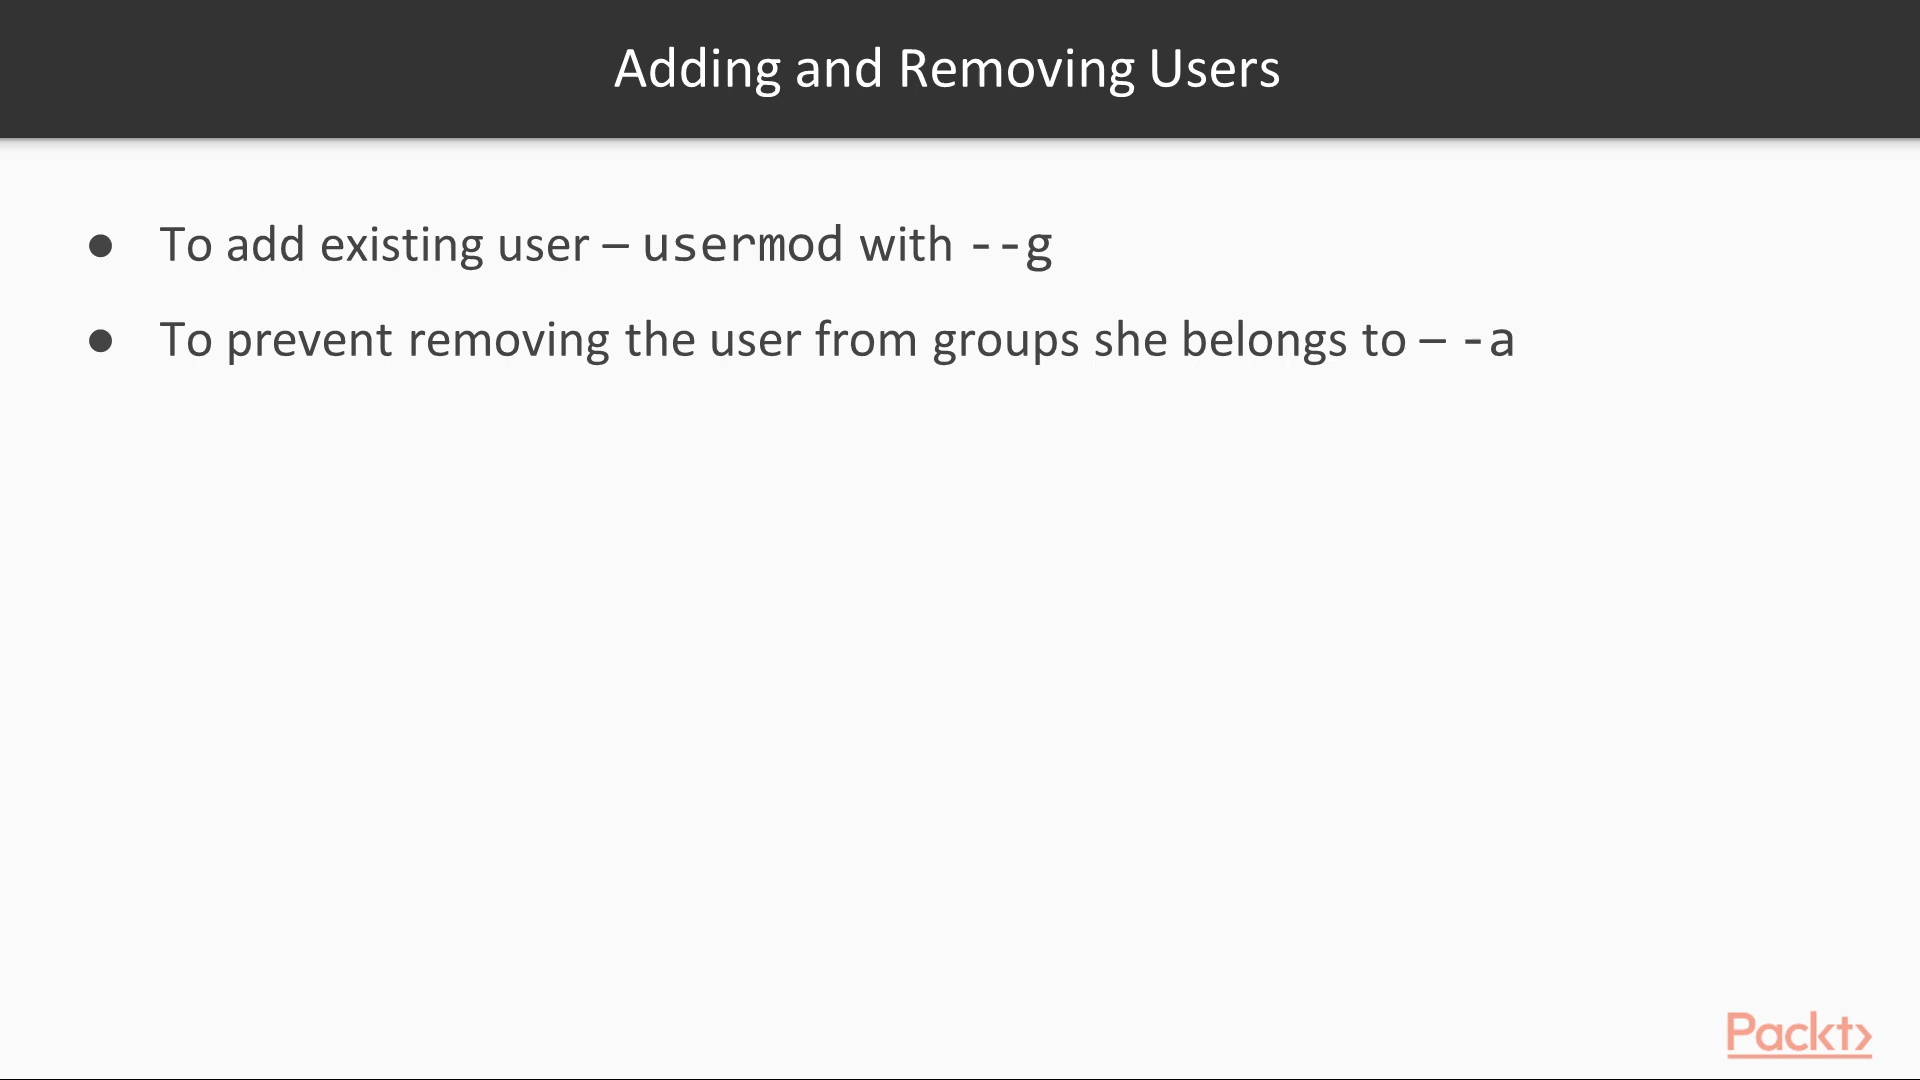 Adding and Removing Users
● To add existing user – usermod with --g
● To prevent removing the user from groups she belongs to – -a
Packt>